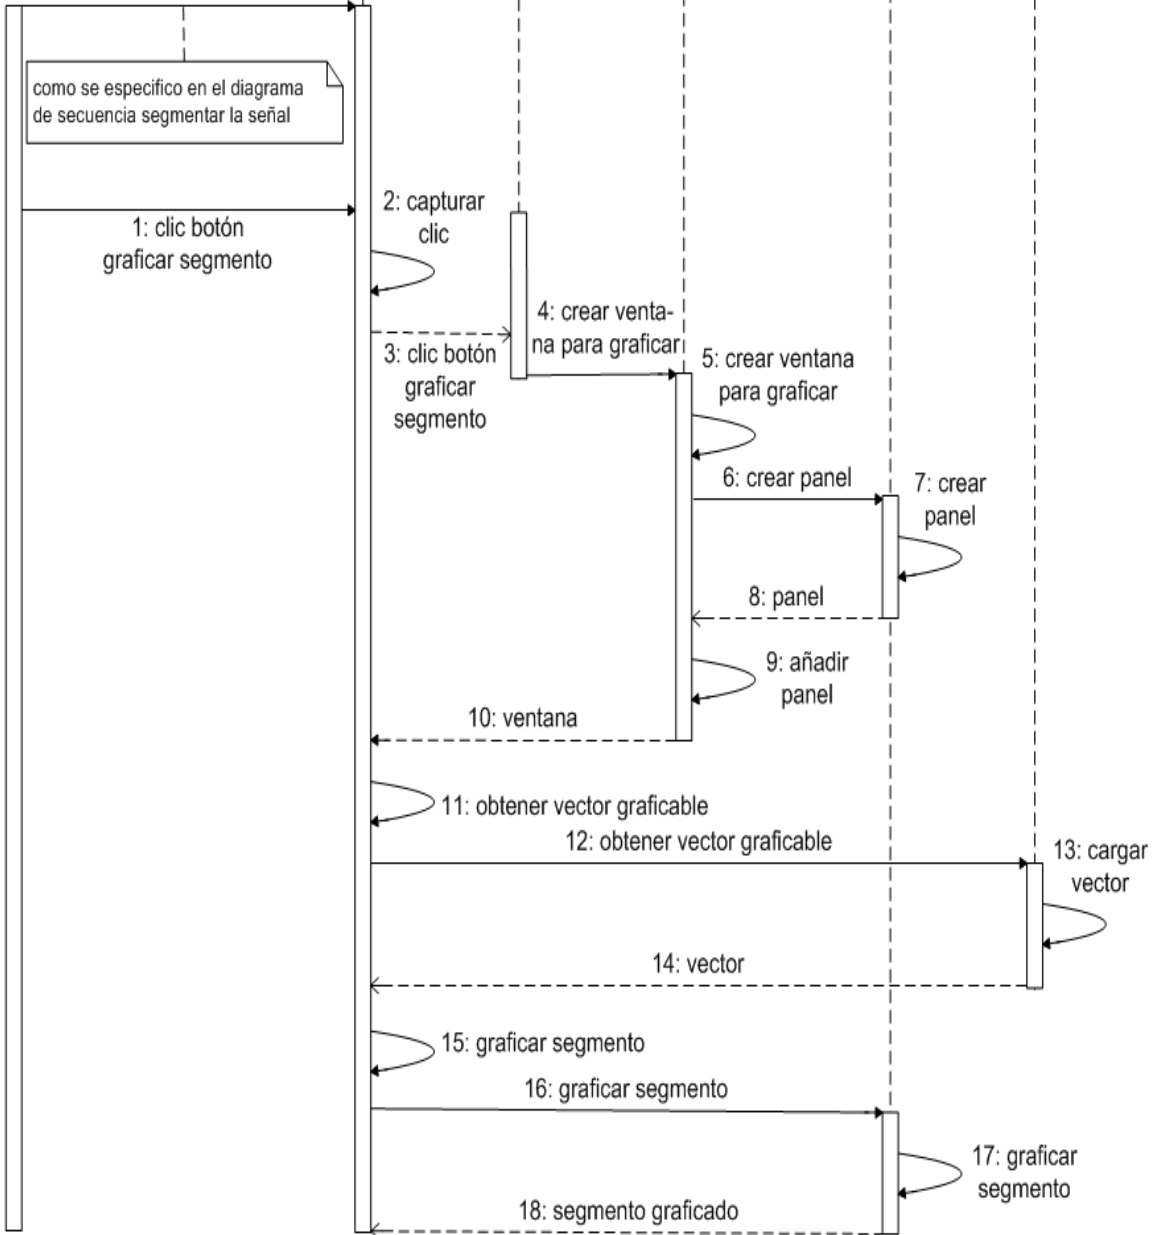 como se especifico en el diagrama
de secuencia segmentar la señal
1: clic botón
graficar segmento
2: capturar
clic
3: clic botón
graficar
segmento
4: crear venta-
na para graficar
5: crear ventana
para graficar
6: crear panel
7: crear
panel
8: panel
9: añadir
panel
10: ventana
11: obtener vector graficable
12: obtener vector graficable
13: cargar
vector
14: vector
15: graficar segmento
16: graficar segmento
17: graficar
segmento
18: segmento graficado